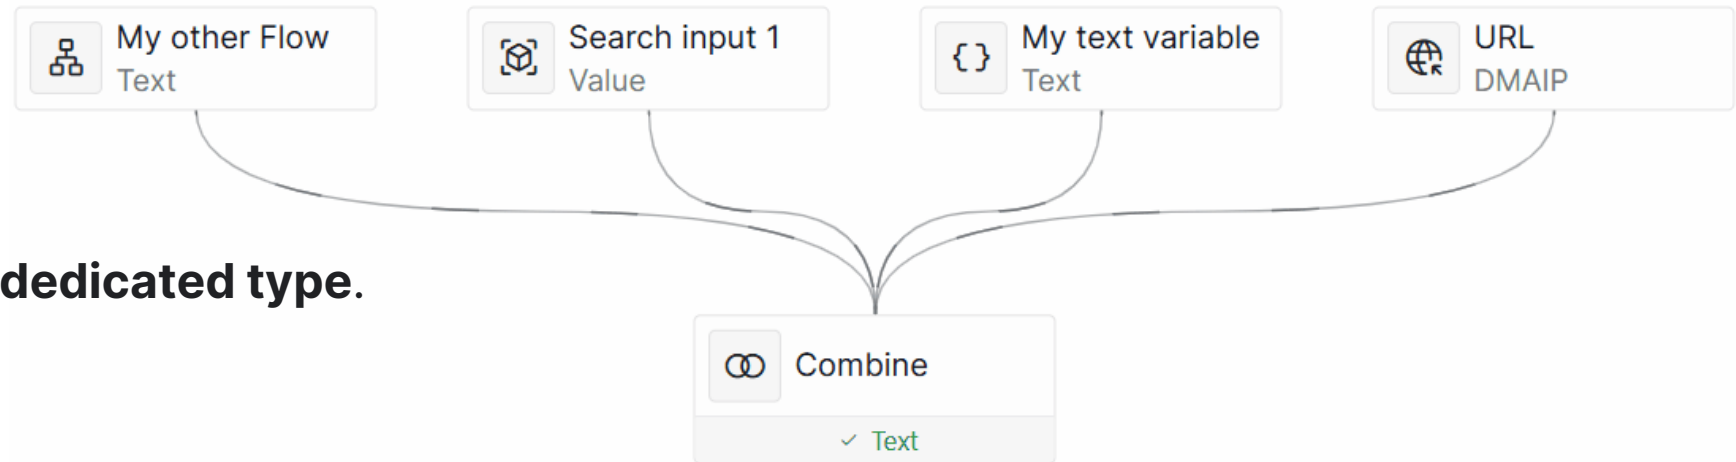 My other Flow
Text
Search input 1
Value
My text variable
Text
URL
DMAIP
dedicated type.
Combine
Text